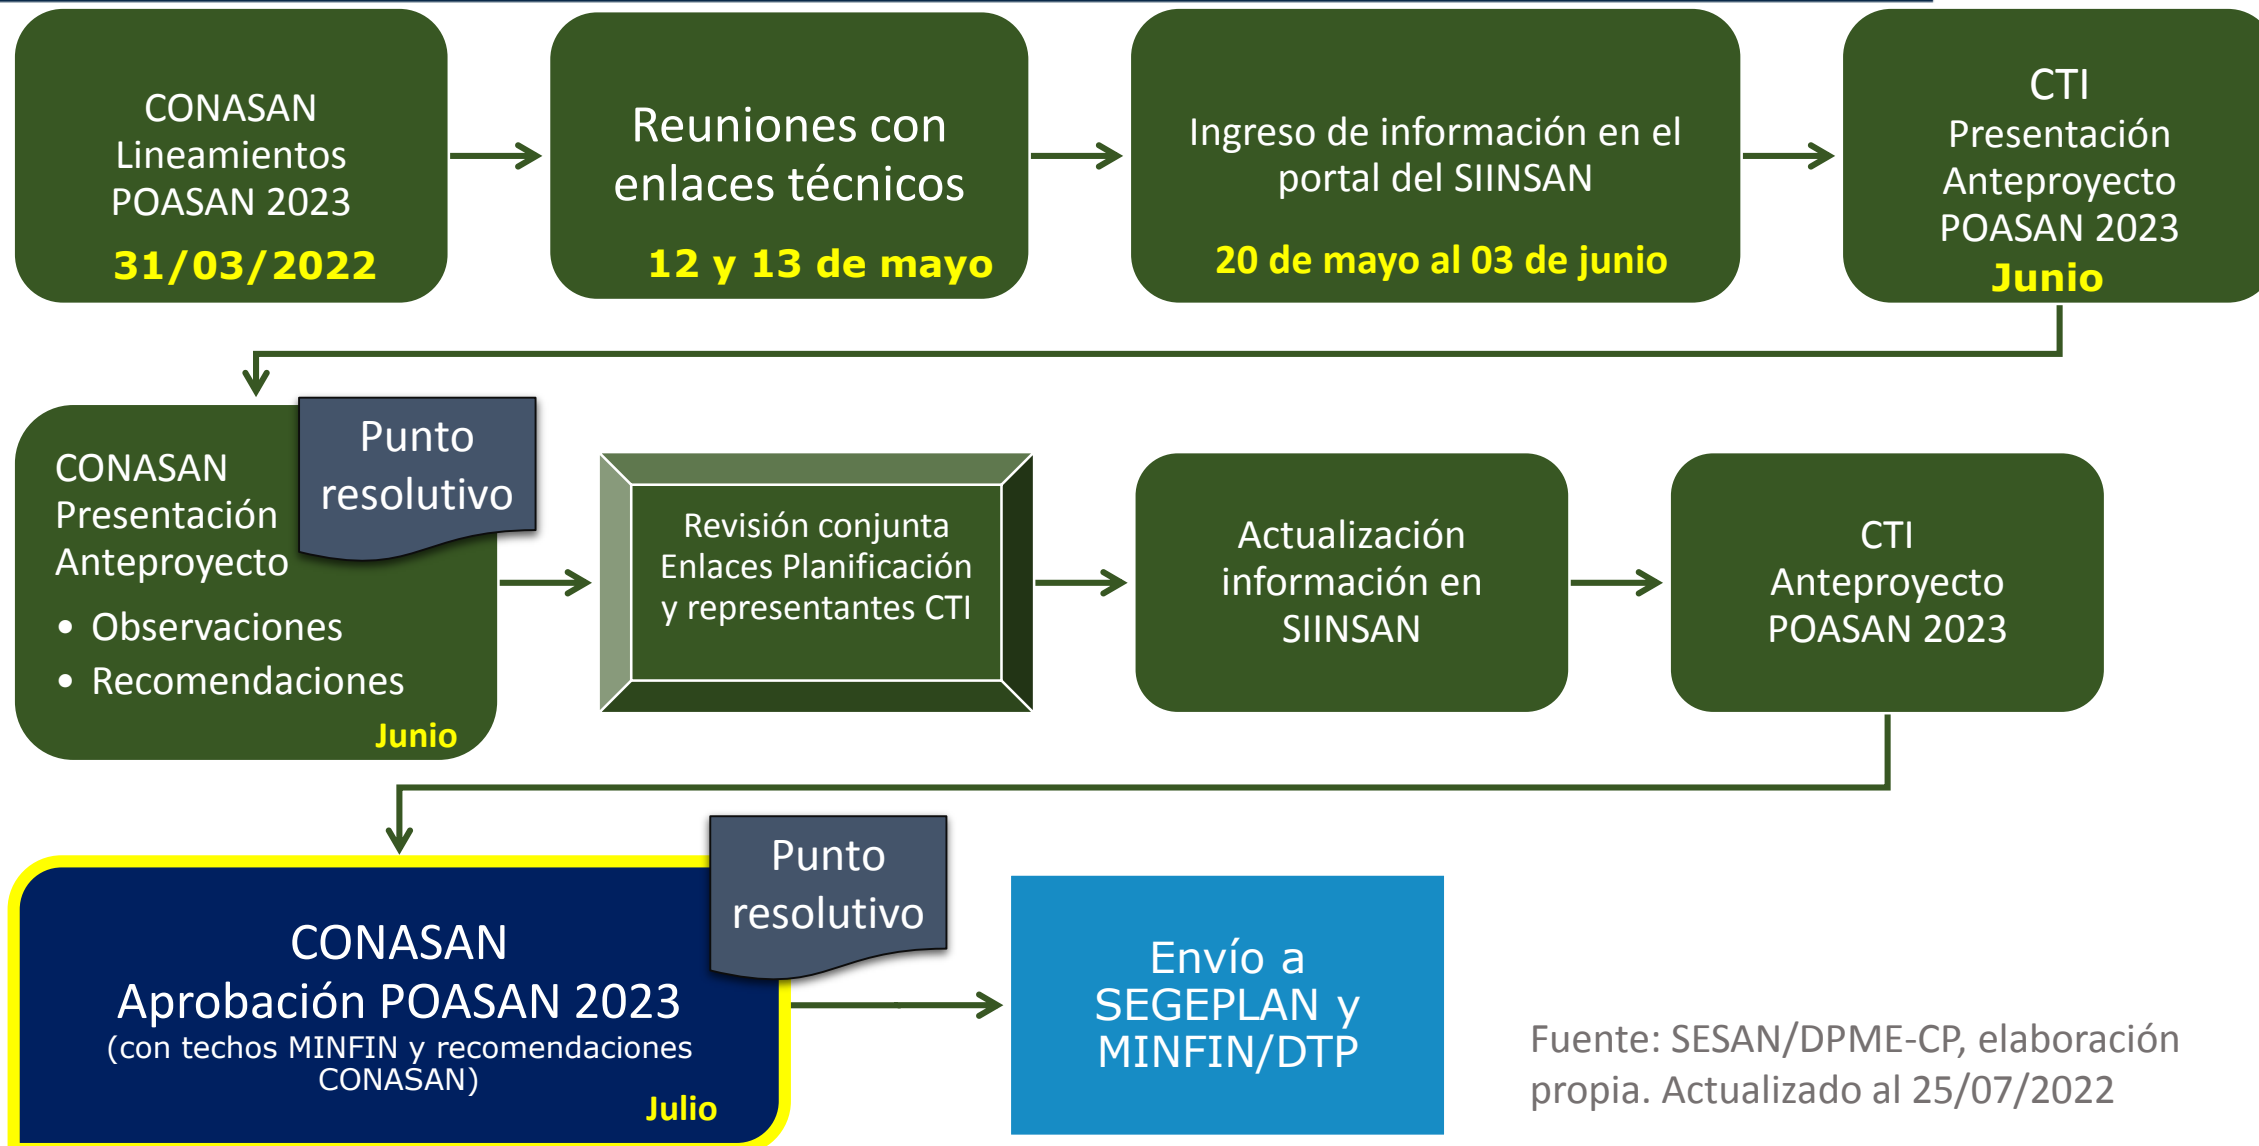 CONASAN
Lineamientos
POASAN 2023
31/03/2022
Reuniones con
enlaces técnicos
12 y 13 de mayo
Ingreso de información en el
portal del SIINSAN
20 de mayo al 03 de junio
CTI
Presentación
Anteproyecto
POASAN 2023
Junio
CONASAN
Presentación
Anteproyecto
• Observaciones
• Recomendaciones
Junio
Punto
resolutivo
Revisión conjunta
Enlaces Planificación
y representantes CTI
Actualización
información en
SIINSAN
CTI
Anteproyecto
POASAN 2023
CONASAN
Aprobación POASAN 2023
(con techos MINFIN y recomendaciones
CONASAN)
Julio
Punto
resolutivo
Envío a
SEGEPLAN y
MINFIN/DTP
Fuente: SESAN/DPME-CP, elaboración
propia. Actualizado al 25/07/2022